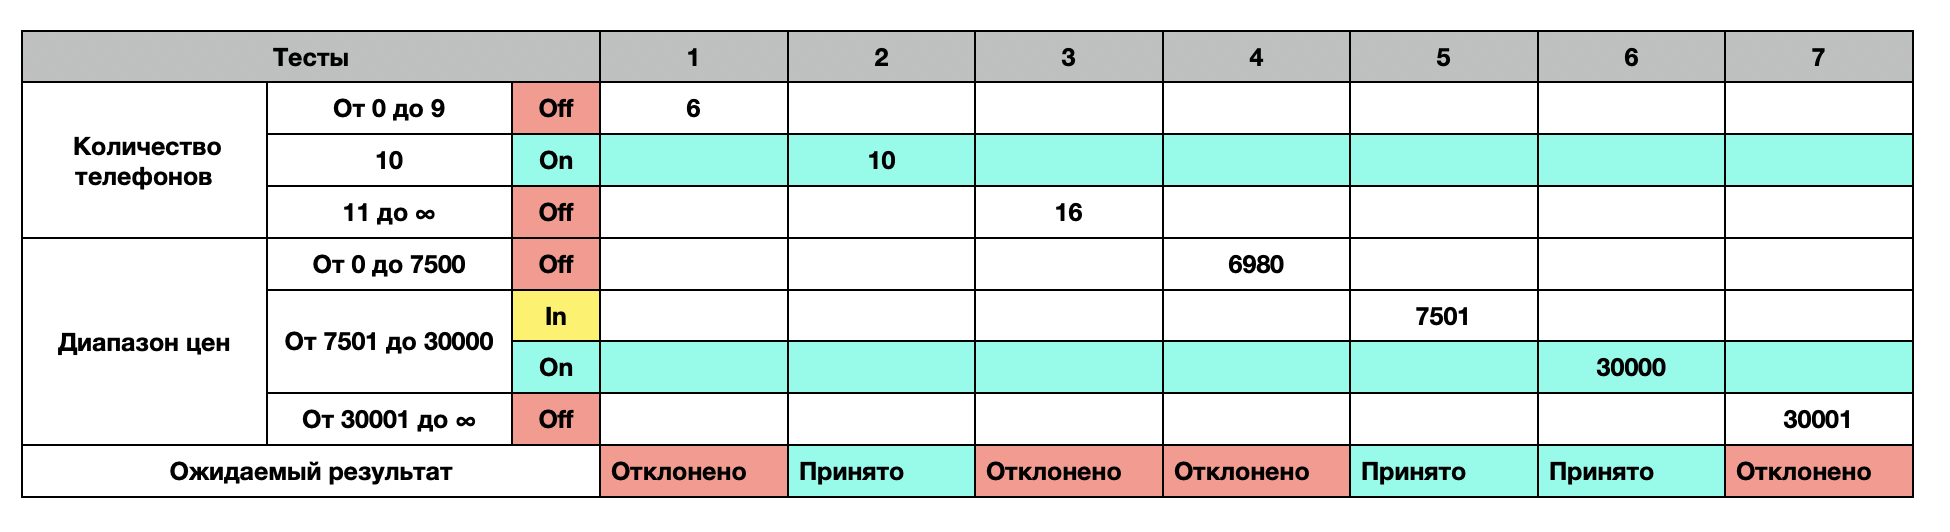 Тесты 1 2 3 4 5 6 7
От 0 до 9 Off 6
Количество
телефонов
10 On 10
11 до ∞ Off 16
От 0 до 7500 Off 6980
Диапазон цен
От 7501 до 30000
In 7501
On 30000
От 30001 до ∞ Off 30001
Ожидаемый результат Отклонено Принято Отклонено Отклонено Принято Принято Отклонено